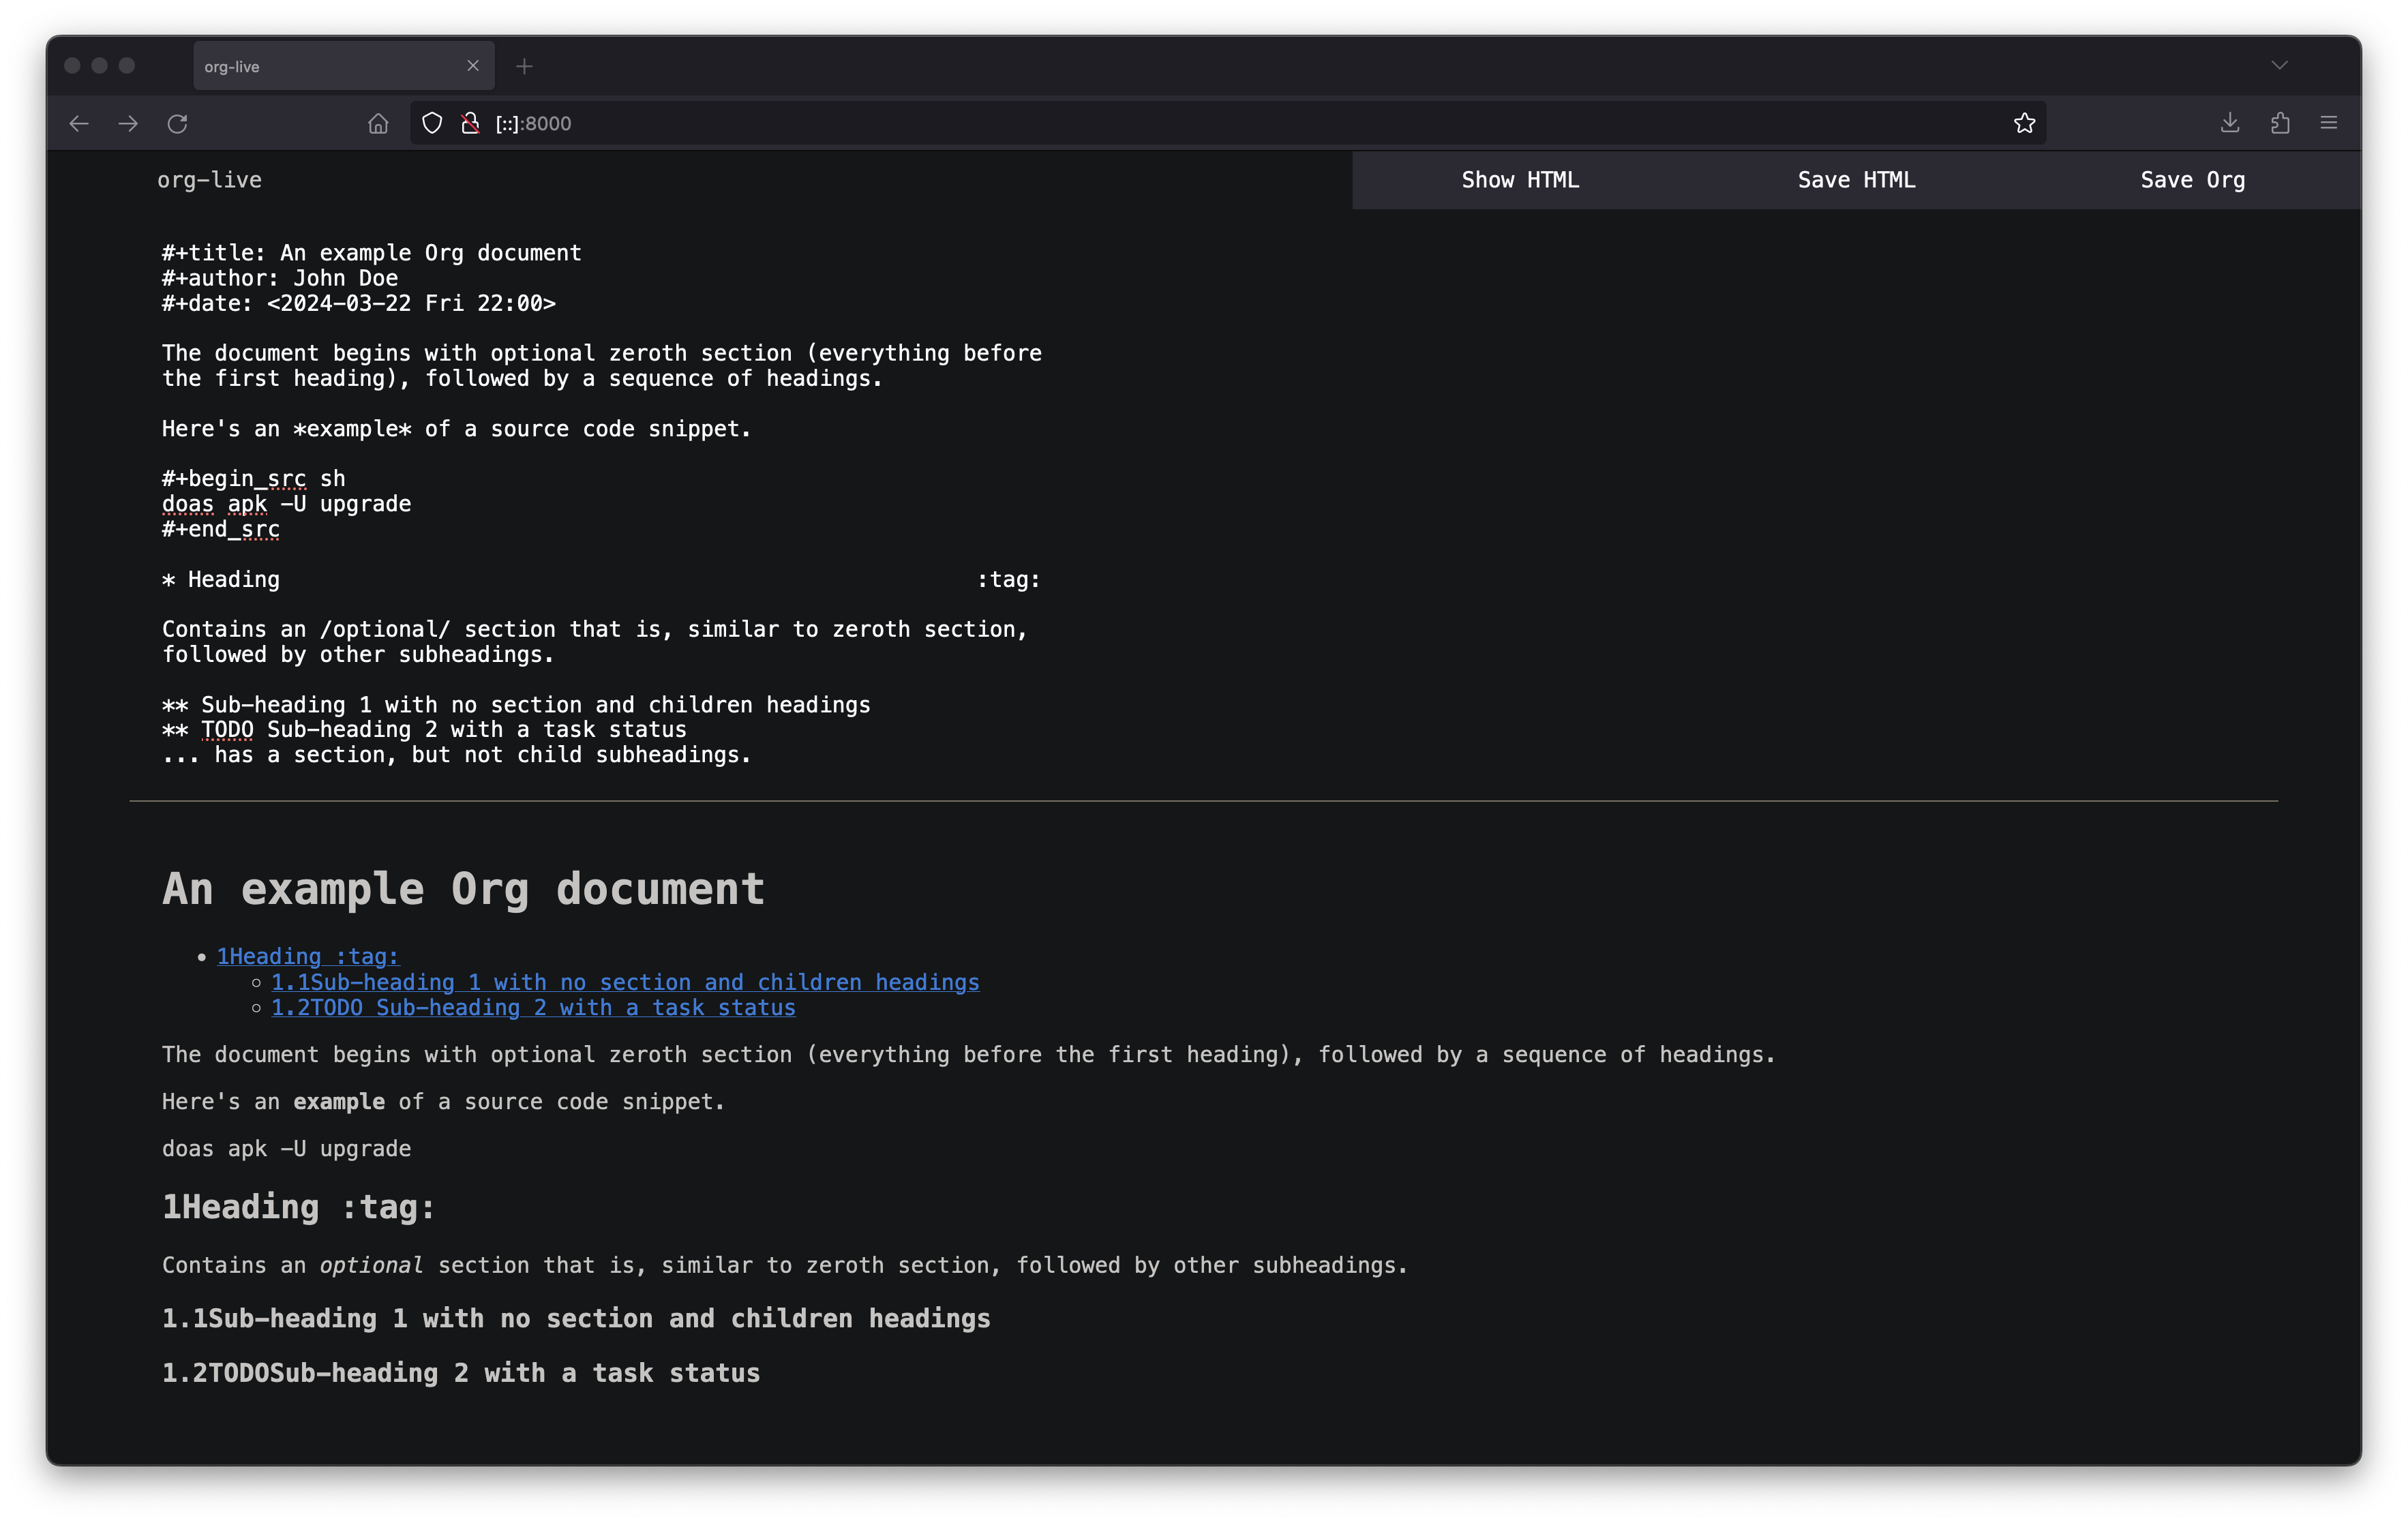 org-live
[::]:8000
org-live
Show HTML
Save HTML
Save Org
#+title: An example Org document
#+author: John Doe
#+date: <2024-03-22 Fri 22:00>
The document begins with optional zeroth section (everything before
the first heading), followed by a sequence of headings.
Here's an *example* of a source code snippet.
#+begin_src sh
doas apk -U upgrade
#+end_src
* Heading :tag:
Contains an /optional/ section that is, similar to zeroth section,
followed by other subheadings.
** Sub-heading 1 with no section and children headings
** TODO Sub-heading 2 with a task status
... has a section, but not child subheadings.
An example Org document
1Heading :tag:
1.1Sub-heading 1 with no section and children headings
1.2TODO Sub-heading 2 with a task status
The document begins with optional zeroth section (everything before the first heading), followed by a sequence of headings.
Here's an example of a source code snippet.
doas apk -U upgrade
1Heading :tag:
Contains an optional section that is, similar to zeroth section, followed by other subheadings.
1.1Sub-heading 1 with no section and children headings
1.2TODOSub-heading 2 with a task status